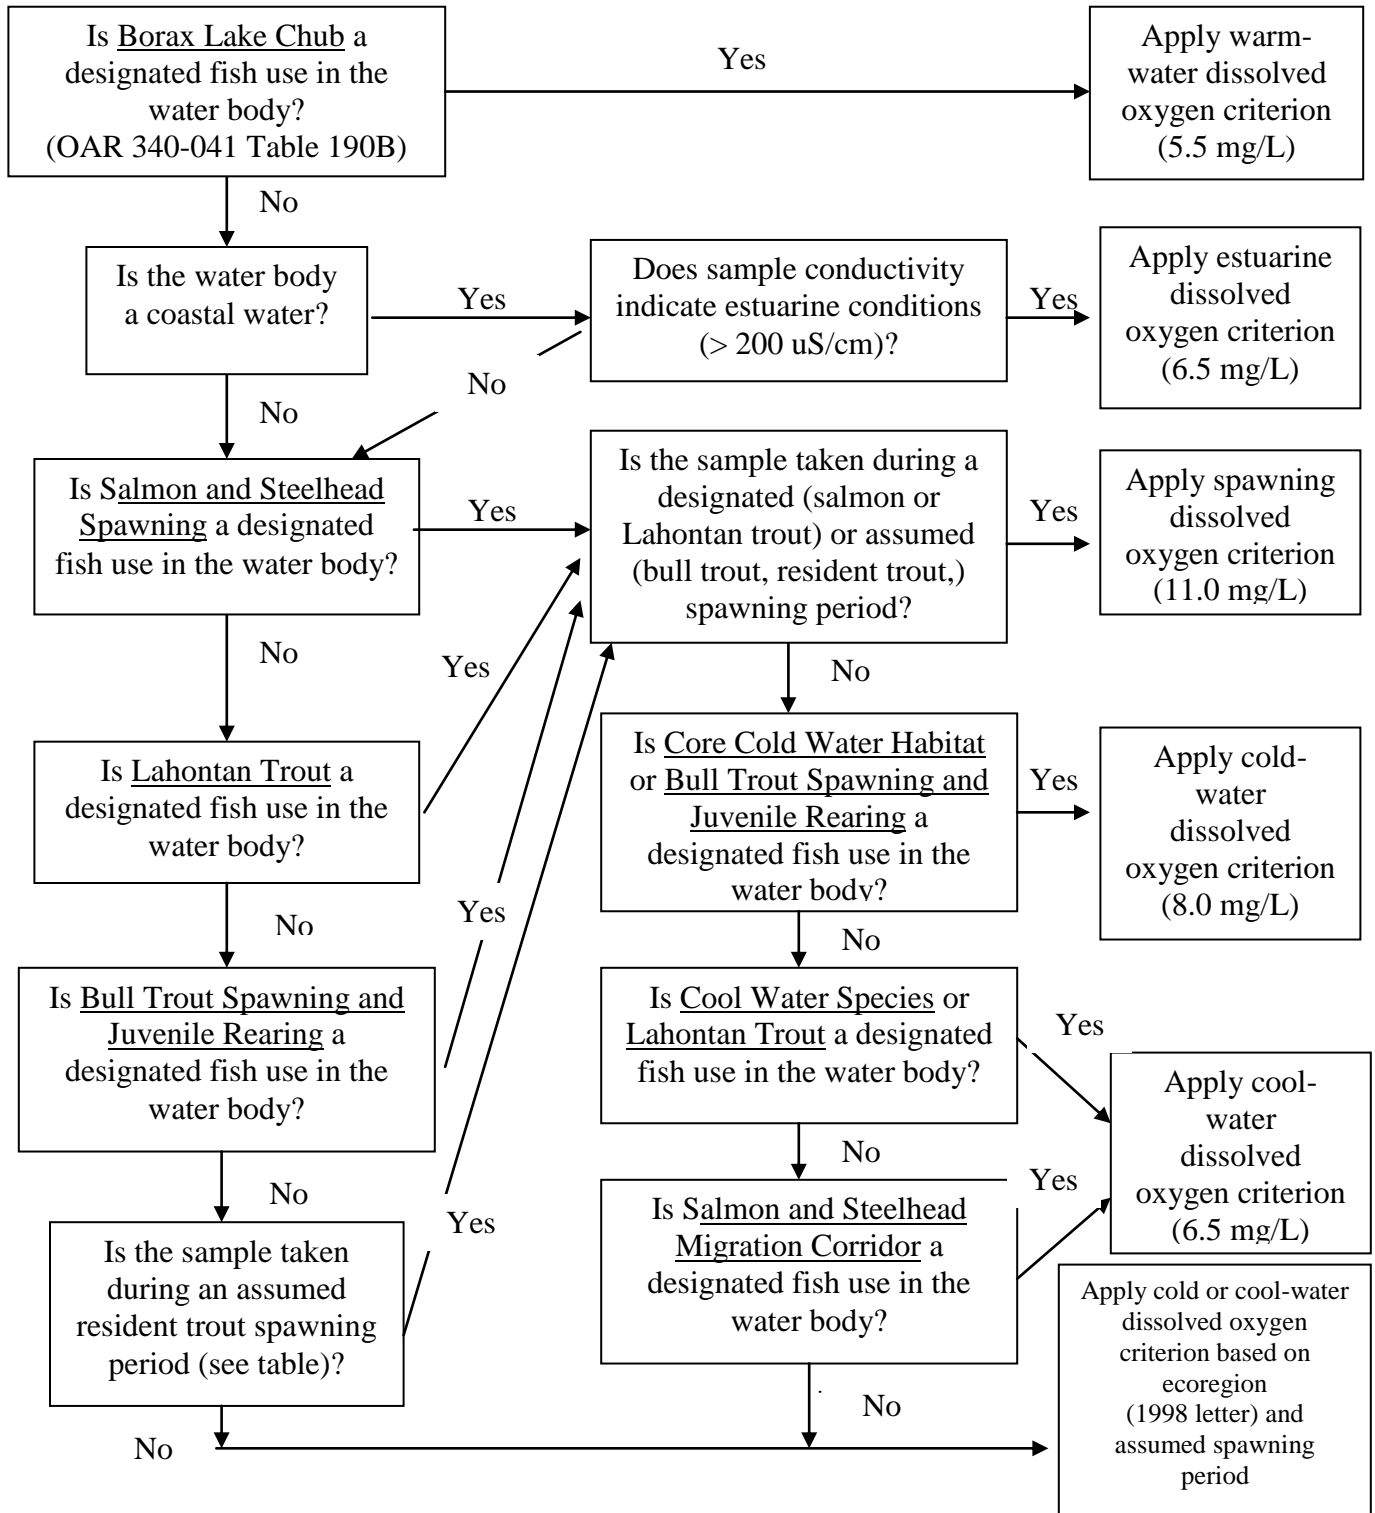 Is Borax Lake Chub a
designated fish use in the
water body?
(OAR 340-041 Table 190B)
Yes
Apply warm-
water dissolved
oxygen criterion
(5.5 mg/L)
No
Is the water body
a coastal water?
Yes
Does sample conductivity
indicate estuarine conditions
(> 200 uS/cm)?
Yes
Apply estuarine
dissolved
oxygen criterion
(6.5 mg/L)
No
No
Is Salmon and Steelhead
Spawning a designated
fish use in the water body?
Yes
Is the sample taken during a
designated (salmon or
Lahontan trout) or assumed
(bull trout, resident trout,)
spawning period?
Yes
Apply spawning
dissolved
oxygen criterion
(11.0 mg/L)
No
Yes
No
Is Lahontan Trout a
designated fish use in the
water body?
Is Core Cold Water Habitat
or Bull Trout Spawning and
Juvenile Rearing a
designated fish use in the
water body?
Yes
Apply cold-
water
dissolved
oxygen criterion
(8.0 mg/L)
No
Yes
No
Is Bull Trout Spawning and
Juvenile Rearing a
designated fish use in the
water body?
Is Cool Water Species or
Lahontan Trout a designated
fish use in the water body?
Yes
Apply cool-
water
dissolved
oxygen criterion
(6.5 mg/L)
No
Yes
No
Yes
Is the sample taken
during an assumed
resident trout spawning
period (see table)?
Is Salmon and Steelhead
Migration Corridor a
designated fish use in the
water body?
Apply cold or cool-water
dissolved oxygen
criterion based on
ecoregion
(1998 letter) and
assumed spawning
period
No
No